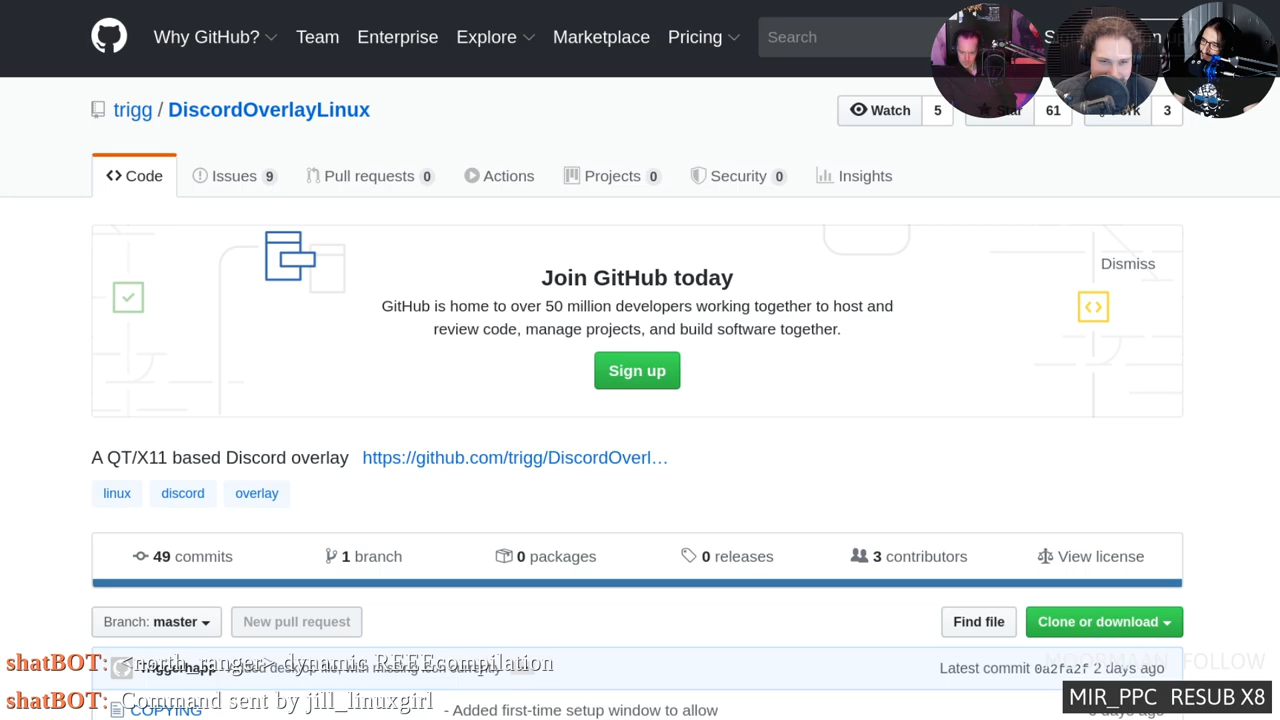 Why GitHub? Team Enterprise Explore Marketplace Pricing Search
trigg / DiscordOverlayLinux
Watch 5 Star 61 Fork 3
Code Issues 9 Pull requests 0 Actions Projects 0 Security 0 Insights
Join GitHub today
Dismiss
GitHub is home to over 50 million developers working together to host and
review code, manage projects, and build software together.
Sign up
A QT/X11 based Discord overlay https://github.com/trigg/DiscordOverl…
linux discord overlay
49 commits 1 branch 0 packages 0 releases 3 contributors View license
Branch: master New pull request Find file Clone or download
shatBOT: <north_ranger> dynamic REEEcompilation
Latest commit 0a2fa2f 2 days ago
FOLLOW
shatBOT: Command sent by jill_linuxgirl
MIR_PPC RESUB X8
COPYING - Added first-time setup window to allow